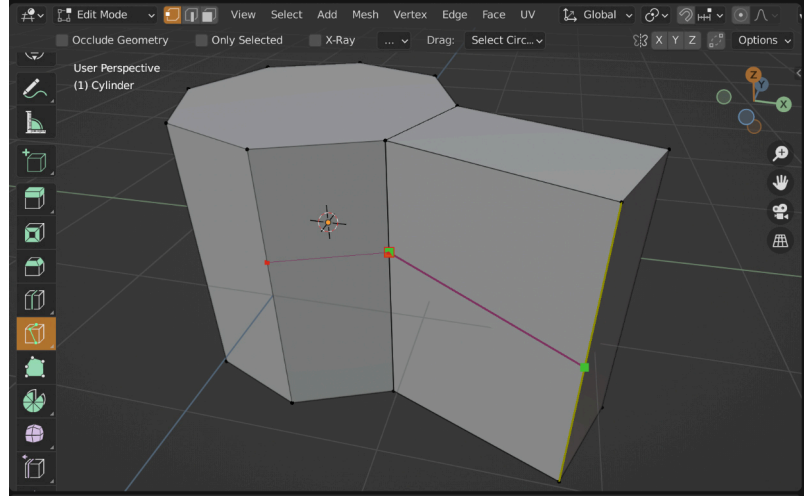 Edit Mode View Select Add Mesh Vertex Edge Face UV Global
Occlude Geometry Only Selected X-Ray ... Drag: Select Circ... X Y Z Options
User Perspective
(1) Cylinder
Z
Y
X